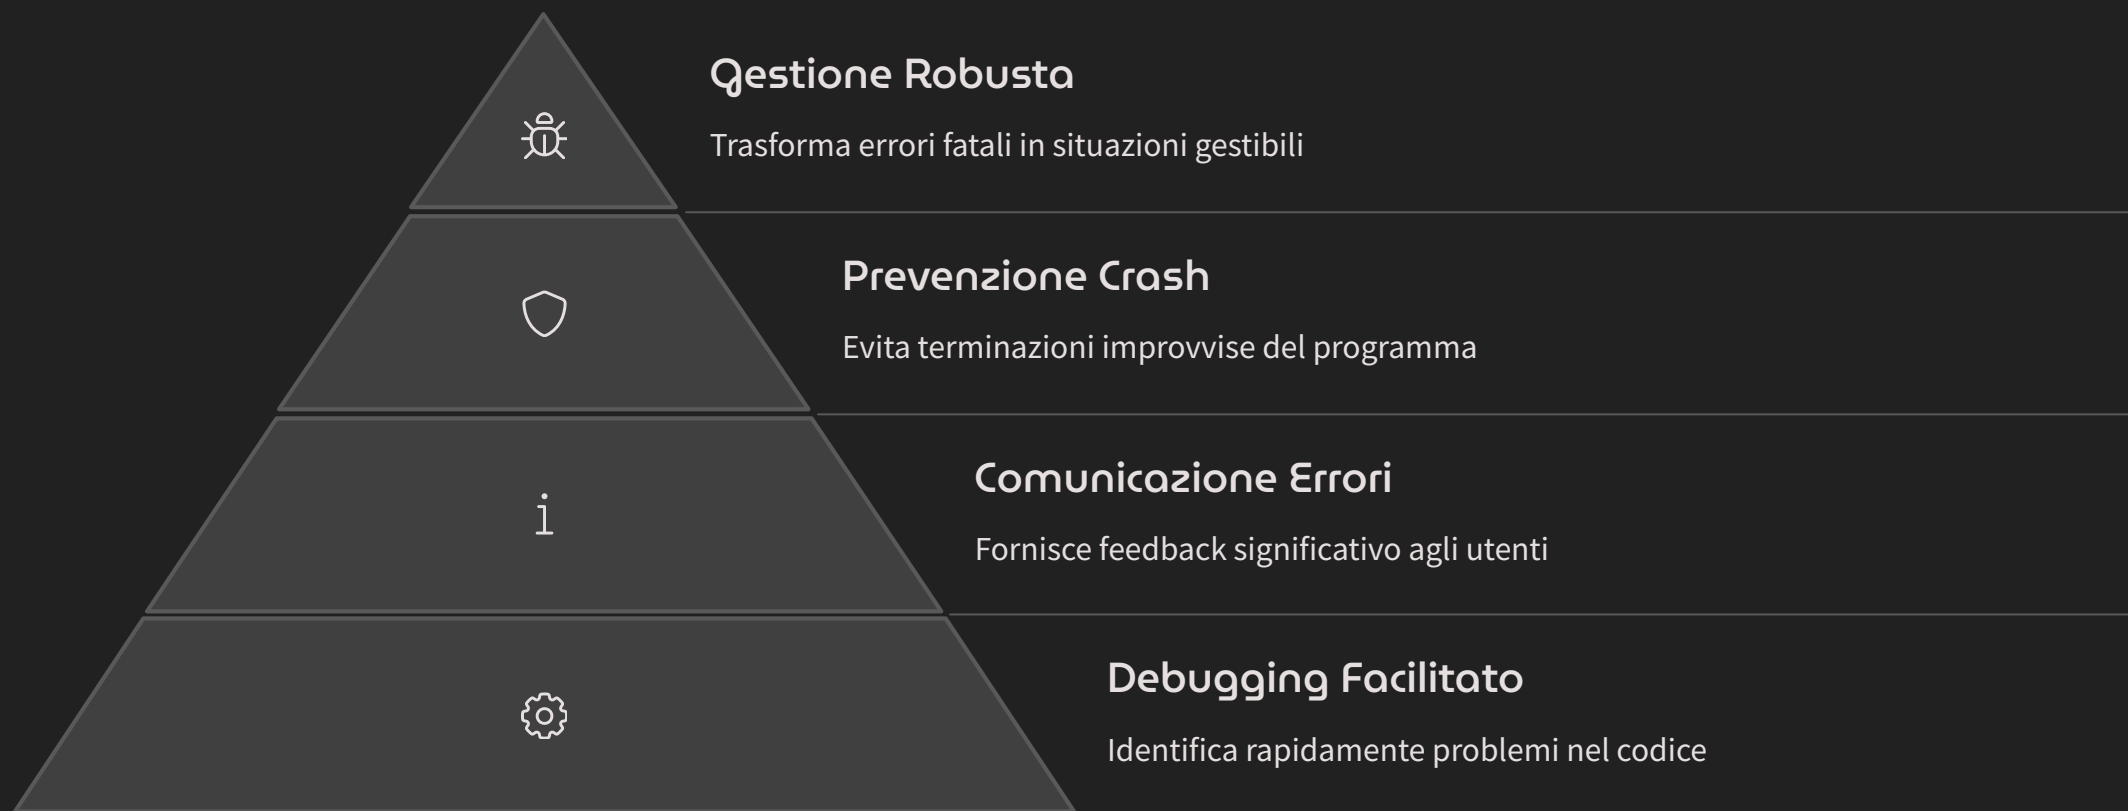 Gestione Robusta
Trasforma errori fatali in situazioni gestibili
Prevenzione Crash
Evita terminazioni improvvise del programma
Comunicazione Errori
Fornisce feedback significativo agli utenti
Debugging Facilitato
Identifica rapidamente problemi nel codice